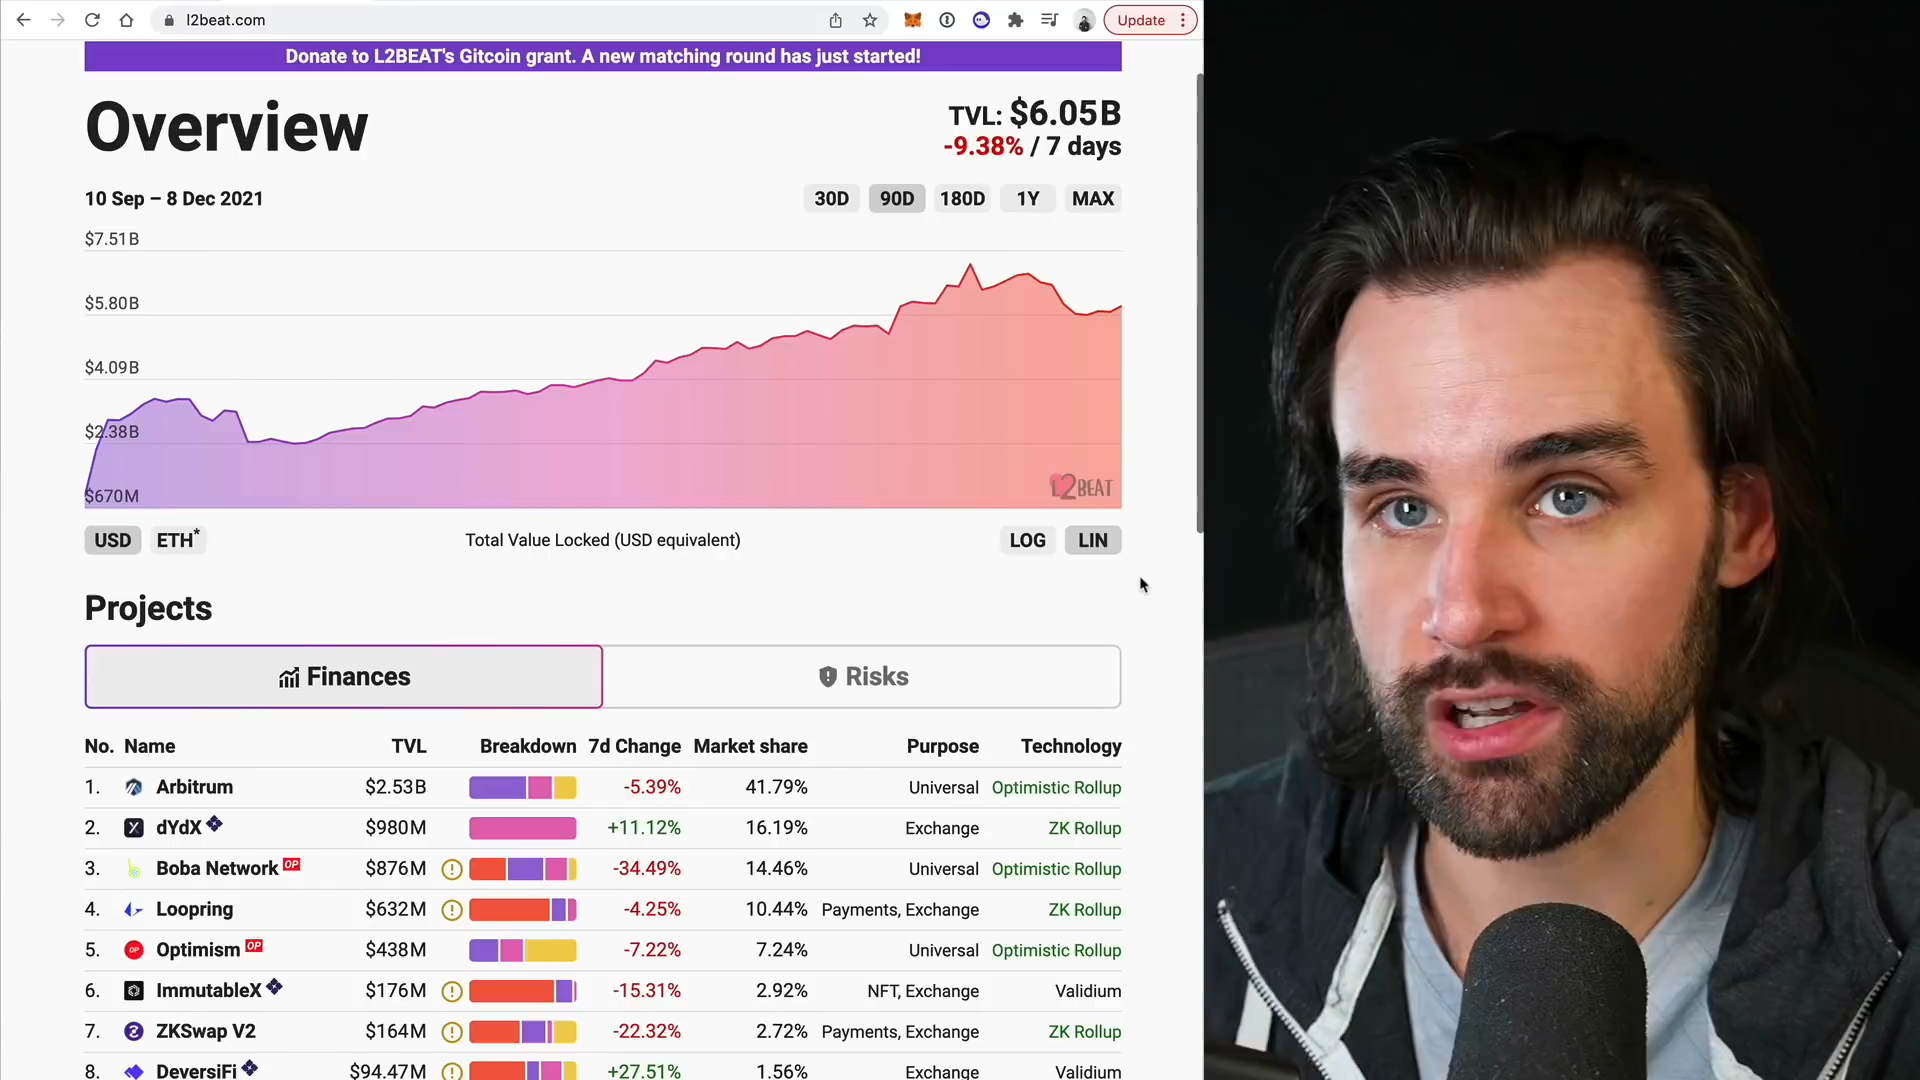 l2beat.com
Update
Donate to L2BEAT's Gitcoin grant. A new matching round has just started!
Overview
TVL: $6.05B
-9.38% / 7 days
10 Sep – 8 Dec 2021
30D 90D 180D 1Y MAX
$7.51B
$5.80B
$4.09B
$2.38B
$670M
L2BEAT
USD ETH* Total Value Locked (USD equivalent) LOG LIN
Projects
Finances Risks
No. Name TVL Breakdown 7d Change Market share Purpose Technology
1. Arbitrum $2.53B -5.39% 41.79% Universal Optimistic Rollup
2. dYdX $980M +11.12% 16.19% Exchange ZK Rollup
3. Boba Network OP $876M -34.49% 14.46% Universal Optimistic Rollup
4. Loopring $632M -4.25% 10.44% Payments, Exchange ZK Rollup
5. OP Optimism OP $438M -7.22% 7.24% Universal Optimistic Rollup
6. ImmutableX $176M -15.31% 2.92% NFT, Exchange Validium
7. ZKSwap V2 $164M -22.32% 2.72% Payments, Exchange ZK Rollup
8. DeversiFi $94.47M +27.51% 1.56% Exchange Validium